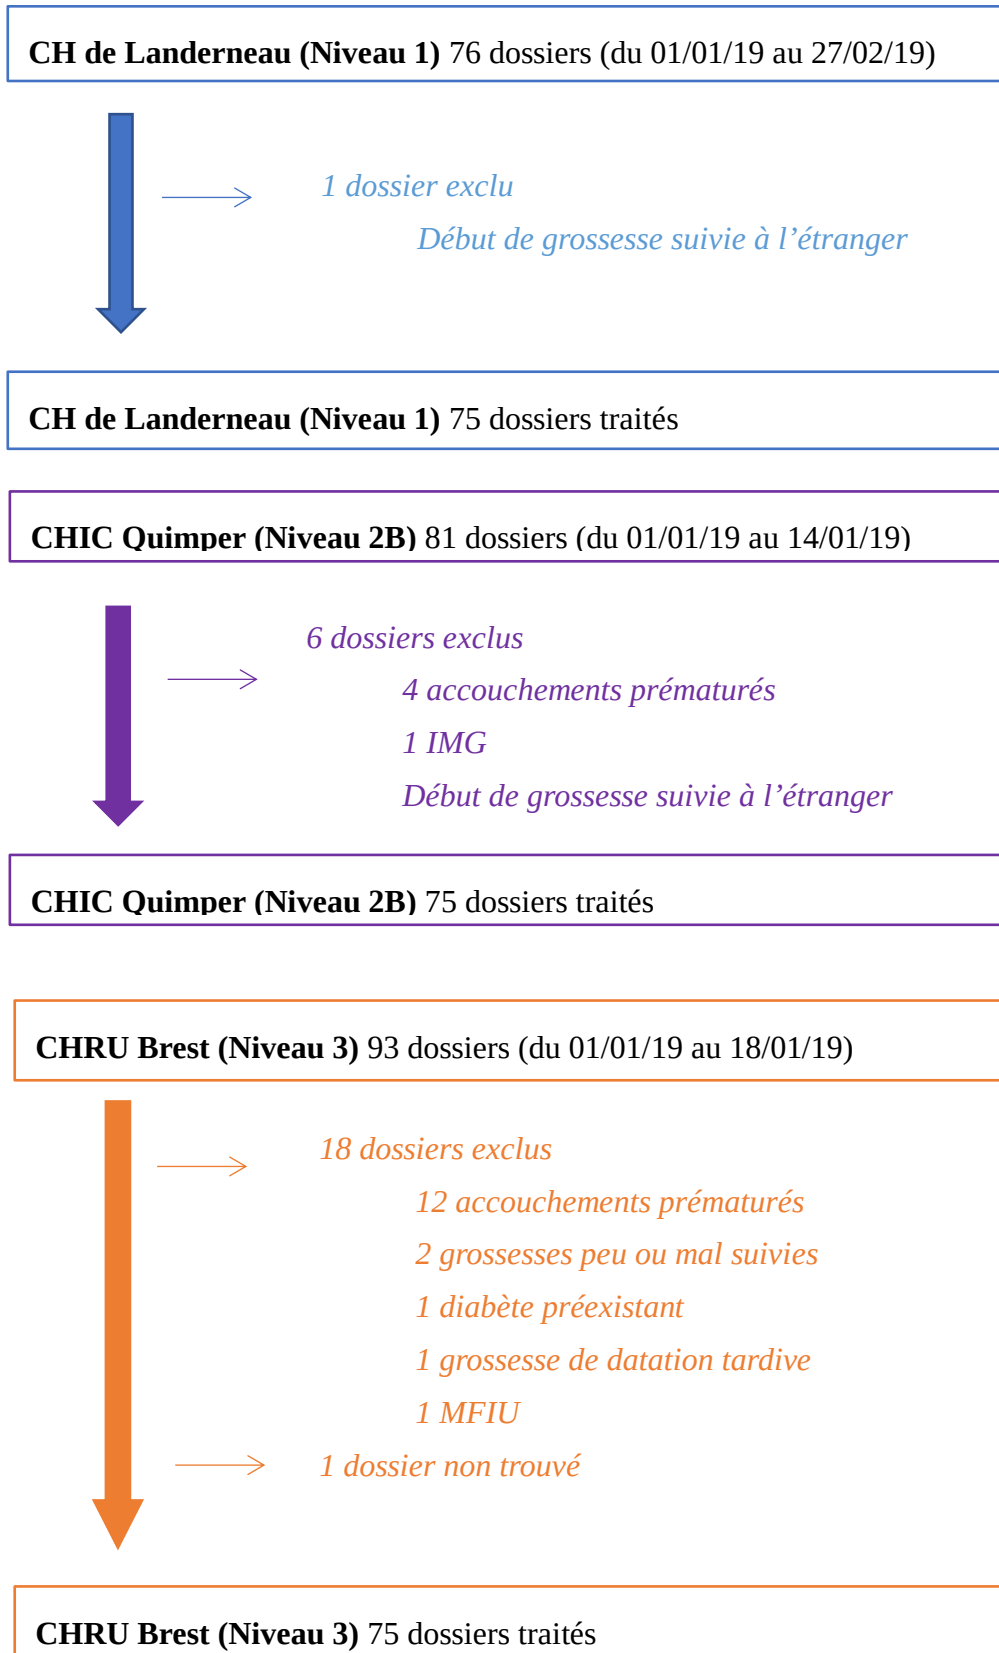 CH de Landerneau (Niveau 1) 76 dossiers (du 01/01/19 au 27/02/19)
1 dossier exclu
Début de grossesse suivie à l’étranger
CH de Landerneau (Niveau 1) 75 dossiers traités
CHIC Quimper (Niveau 2B) 81 dossiers (du 01/01/19 au 14/01/19)
6 dossiers exclus
4 accouchements prématurés
1 IMG
Début de grossesse suivie à l’étranger
CHIC Quimper (Niveau 2B) 75 dossiers traités
CHRU Brest (Niveau 3) 93 dossiers (du 01/01/19 au 18/01/19)
18 dossiers exclus
12 accouchements prématurés
2 grossesses peu ou mal suivies
1 diabète préexistant
1 grossesse de datation tardive
1 MFIU
1 dossier non trouvé
CHRU Brest (Niveau 3) 75 dossiers traités